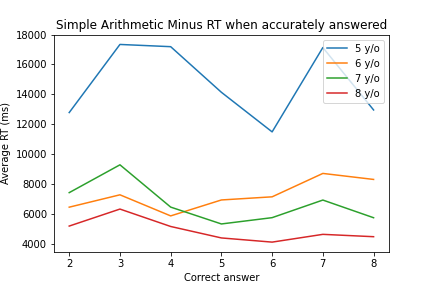 Simple Arithmetic Minus RT when accurately answered
Average RT (ms)
18000
16000
14000
12000
10000
8000
6000
4000
2 3 4 5 6 7 8
Correct answer
5 y/o
6 y/o
7 y/o
8 y/o